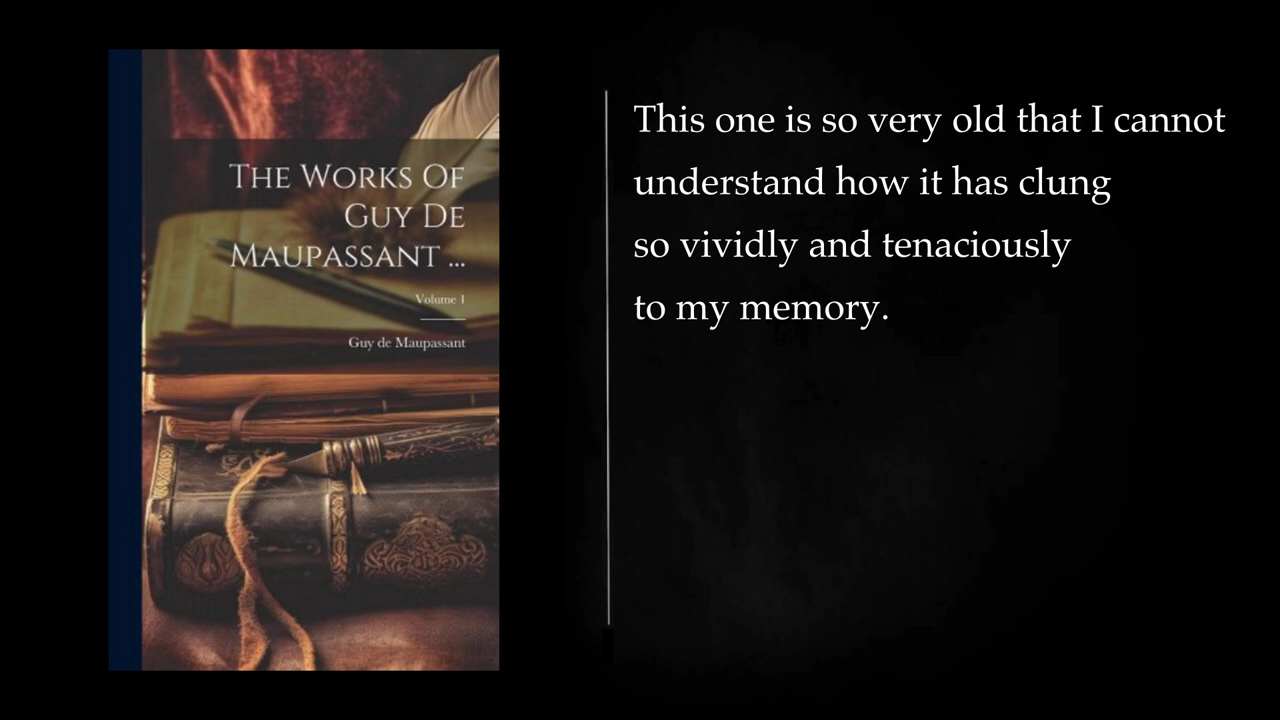 THE WORKS OF
GUY DE
MAUPASSANT ...
Volume 1
Guy de Maupassant
This one is so very old that I cannot
understand how it has clung
so vividly and tenaciously
to my memory.